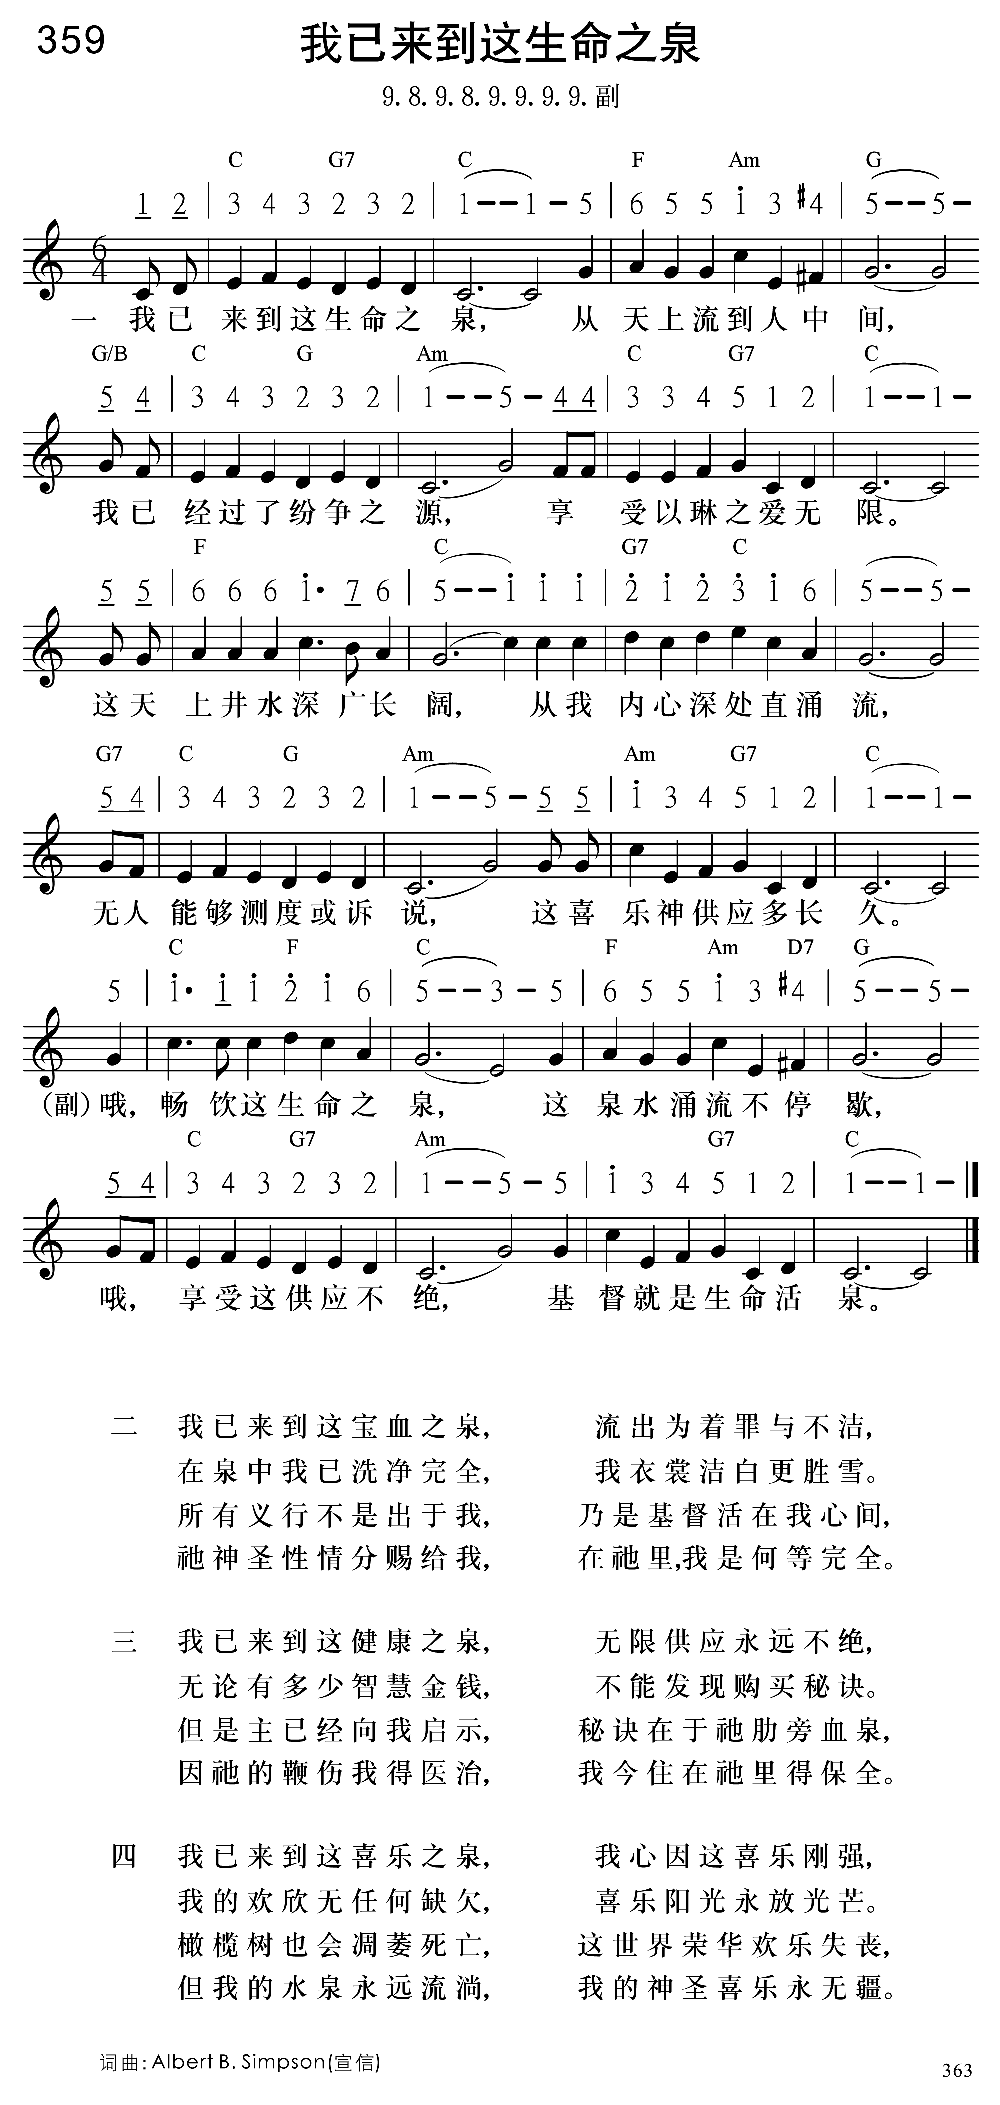 359
我已来到这生命之泉
9.8.9.8.9.9.9.9.副
C G7 C F Am G
1 2 | 3 4 3 2 3 2 | 1--1-5 | 6 5 5 i 3 #4 | 5--5-
6
4
一 我已 来到这生命之 泉， 从 天上流到人中 间，
G/B C G Am C G7 C
5 4 | 3 4 3 2 3 2 | 1--5-44 | 3 3 4 5 1 2 | 1--1-
我已 经过了纷争之 源， 享 受以琳之爱无 限。
F C G7 C
5 5 | 6 6 6 i· 7 6 | 5--i i i | 2 i 2 3 i 6 | 5--5-
这天 上井水深广长 阔， 从我 内心深处直涌 流，
G7 C G Am Am G7 C
5 4 | 3 4 3 2 3 2 | 1--5-5 5 | i 3 4 5 1 2 | 1--1-
无人 能够测度或诉 说， 这喜 乐神供应多长 久。
C F C F Am D7 G
5 | i· i i 2 i 6 | 5--3-5 | 6 5 5 i 3 #4 | 5--5-
(副)哦， 畅饮这生命之 泉， 这 泉水涌流不停 歇，
C G7 Am G7 C
5 4 | 3 4 3 2 3 2 | 1--5-5 | i 3 4 5 1 2 | 1--1-
哦， 享受这供应不 绝， 基 督就是生命活 泉。
二 我已来到这宝血之泉， 流出为着罪与不洁，
在泉中我已洗净完全， 我衣裳洁白更胜雪。
所有义行不是出于我， 乃是基督活在我心间，
祂神圣性情分赐给我， 在祂里,我是何等完全。
三 我已来到这健康之泉， 无限供应永远不绝，
无论有多少智慧金钱， 不能发现购买秘诀。
但是主已经向我启示， 秘诀在于祂肋旁血泉，
因祂的鞭伤我得医治， 我今住在祂里得保全。
四 我已来到这喜乐之泉， 我心因这喜乐刚强，
我的欢欣无任何缺欠， 喜乐阳光永放光芒。
橄榄树也会凋萎死亡， 这世界荣华欢乐失丧，
但我的水泉永远流淌， 我的神圣喜乐永无疆。
词曲: Albert B. Simpson(宣信)
363